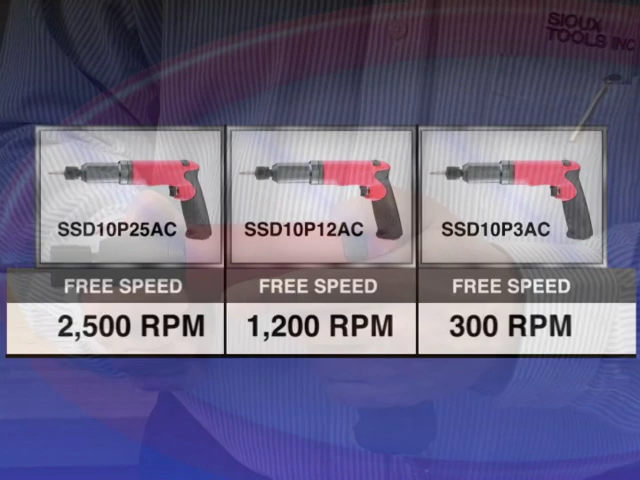 SIOUX
TOOLS INC
SSD10P25AC
SSD10P12AC
SSD10P3AC
FREE SPEED
FREE SPEED
FREE SPEED
2,500 RPM
1,200 RPM
300 RPM